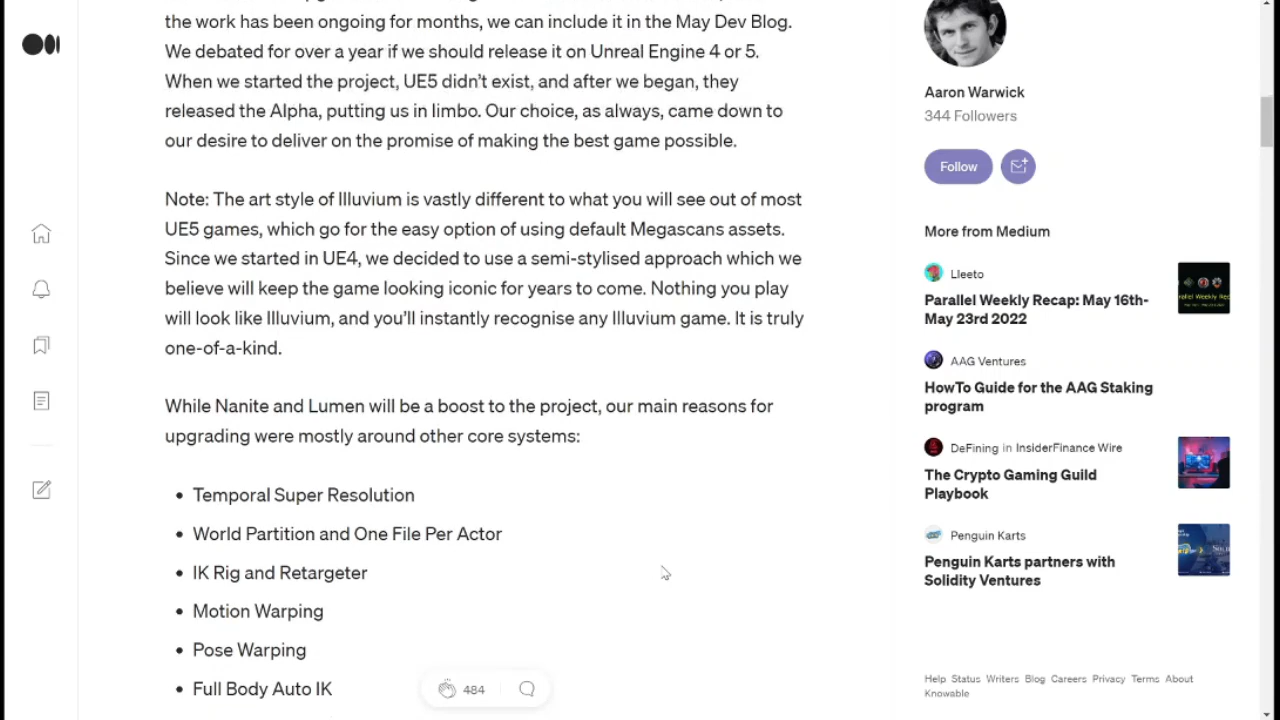 the work has been ongoing for months, we can include it in the May Dev Blog.
We debated for over a year if we should release it on Unreal Engine 4 or 5.
When we started the project, UE5 didn't exist, and after we began, they
released the Alpha, putting us in limbo. Our choice, as always, came down to
our desire to deliver on the promise of making the best game possible.
Note: The art style of Illuvium is vastly different to what you will see out of most
UE5 games, which go for the easy option of using default Megascans assets.
Since we started in UE4, we decided to use a semi-stylised approach which we
believe will keep the game looking iconic for years to come. Nothing you play
will look like Illuvium, and you'll instantly recognise any Illuvium game. It is truly
one-of-a-kind.
While Nanite and Lumen will be a boost to the project, our main reasons for
upgrading were mostly around other core systems:
• Temporal Super Resolution
• World Partition and One File Per Actor
• IK Rig and Retargeter
• Motion Warping
• Pose Warping
• Full Body Auto IK
484
Aaron Warwick
344 Followers
Follow
More from Medium
Lleeto
Parallel Weekly Recap: May 16th-
May 23rd 2022
AAG Ventures
HowTo Guide for the AAG Staking
program
DeFining in InsiderFinance Wire
The Crypto Gaming Guild
Playbook
Penguin Karts
Penguin Karts partners with
Solidity Ventures
Help Status Writers Blog Careers Privacy Terms About
Knowable